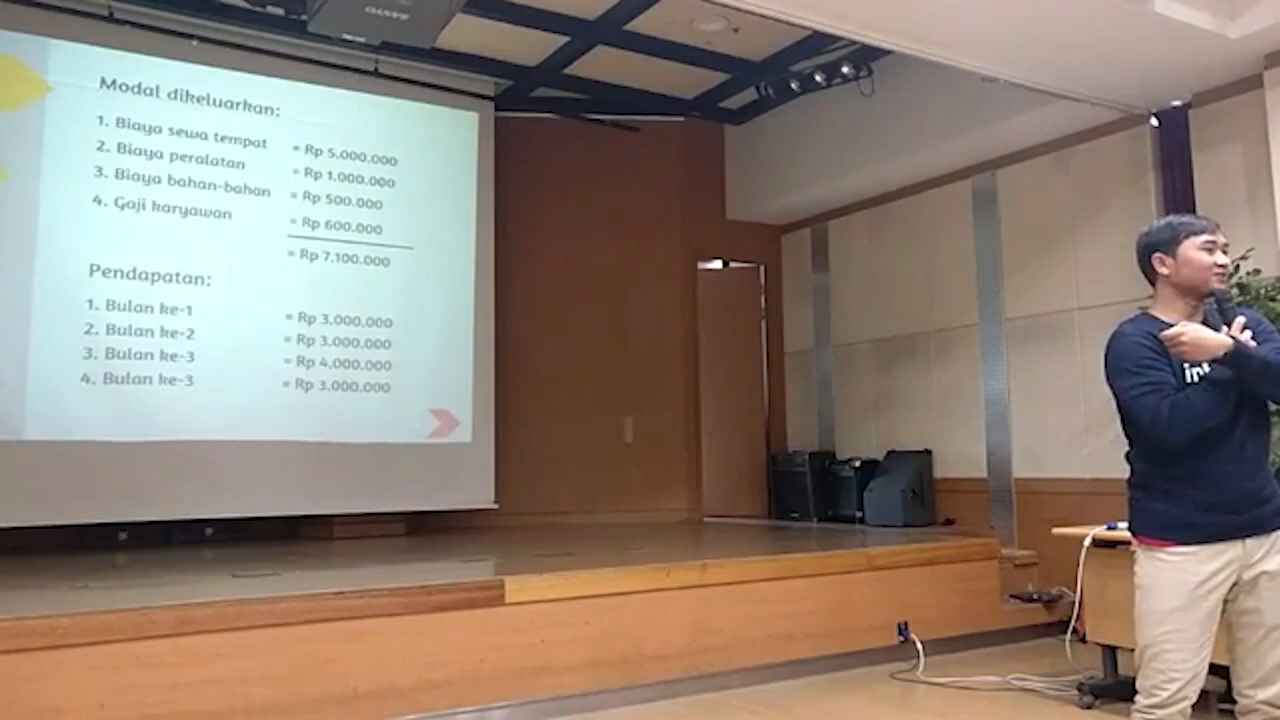 SANYO
Modal dikeluarkan:
1. Biaya sewa tempat = Rp 5.000.000
2. Biaya peralatan = Rp 1.000.000
3. Biaya bahan-bahan = Rp 500.000
4. Gaji karyawan = Rp 600.000
= Rp 7.100.000
Pendapatan:
1. Bulan ke-1 = Rp 3.000.000
2. Bulan ke-2 = Rp 3.000.000
3. Bulan ke-3 = Rp 4.000.000
4. Bulan ke-3 = Rp 3.000.000